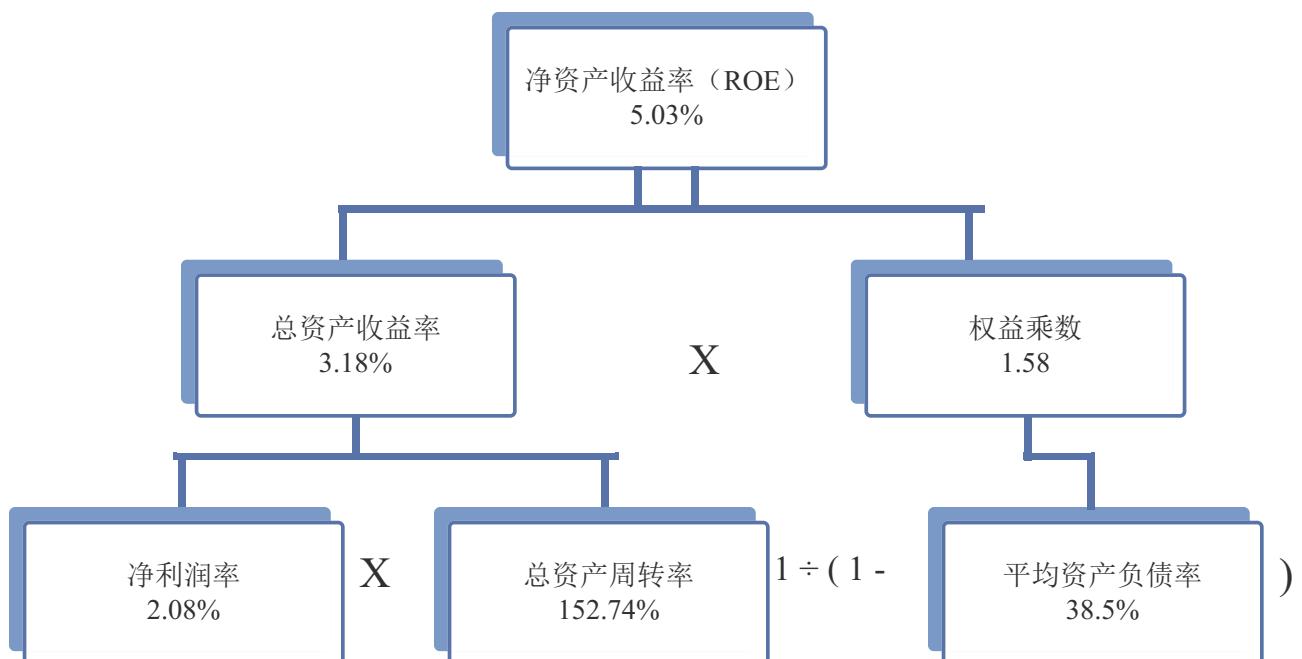 净资产收益率（ROE）
5.03%
总资产收益率
3.18%
X
权益乘数
1.58
净利润率
2.08%
X
总资产周转率
152.74%
1 ÷ ( 1 -
平均资产负债率
38.5%
)